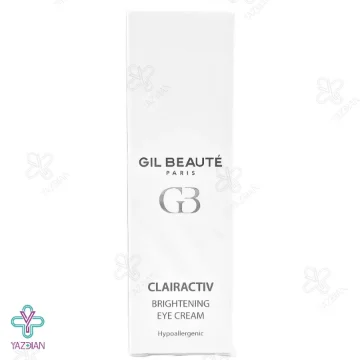 GIL BEAUTÉ
PARIS
GB
CLAIRACTIV
BRIGHTENING
EYE CREAM
Hypoallergenic
YAZDIAN